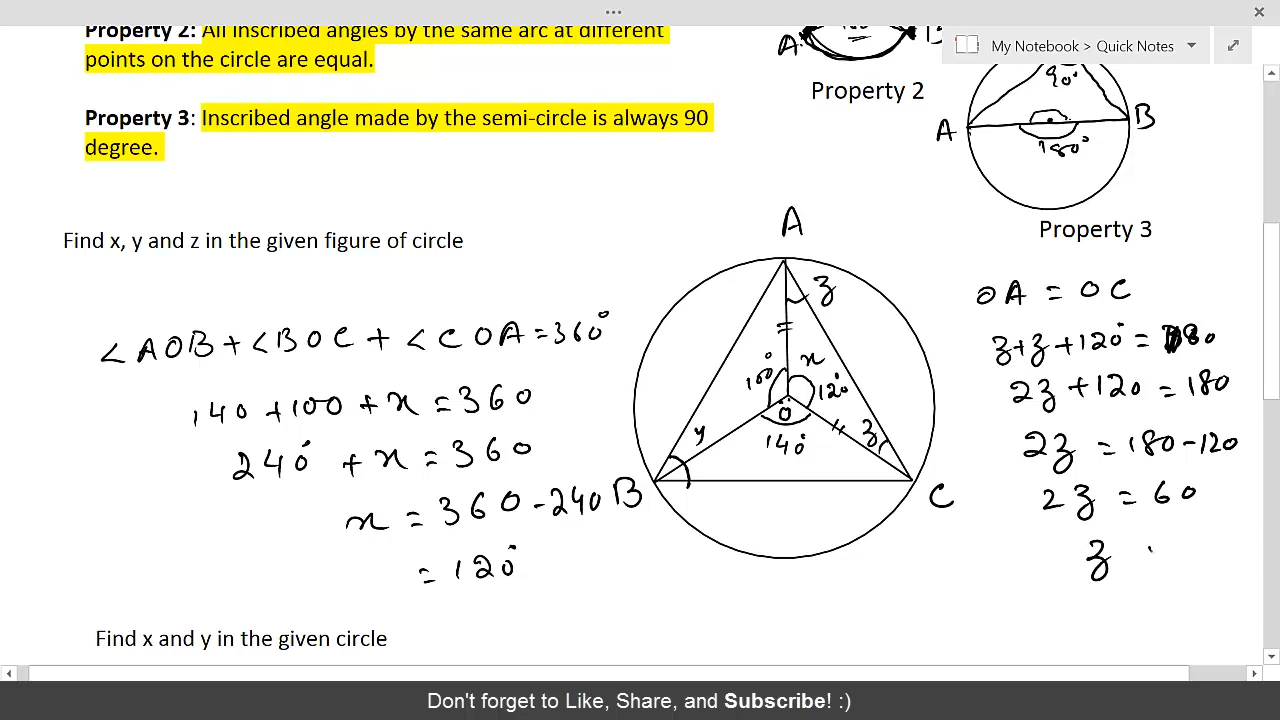 Property 2: All inscribed angles by the same arc at different
points on the circle are equal.
My Notebook > Quick Notes
A
B
Property 2
90°
Property 3: Inscribed angle made by the semi-circle is always 90
degree.
A
B
180°
Property 3
Find x, y and z in the given figure of circle
∠AOB + ∠BOC + ∠COA = 360°
140 + 100 + x = 360
240° + x = 360
x = 360 - 240
= 120°
A
z
x
100°
120°
O
y
z
140°
B
C
OA = OC
z + z + 120° = 180
2z + 120 = 180
2z = 180 - 120
2z = 60
z
Find x and y in the given circle
Don't forget to Like, Share, and Subscribe! :)